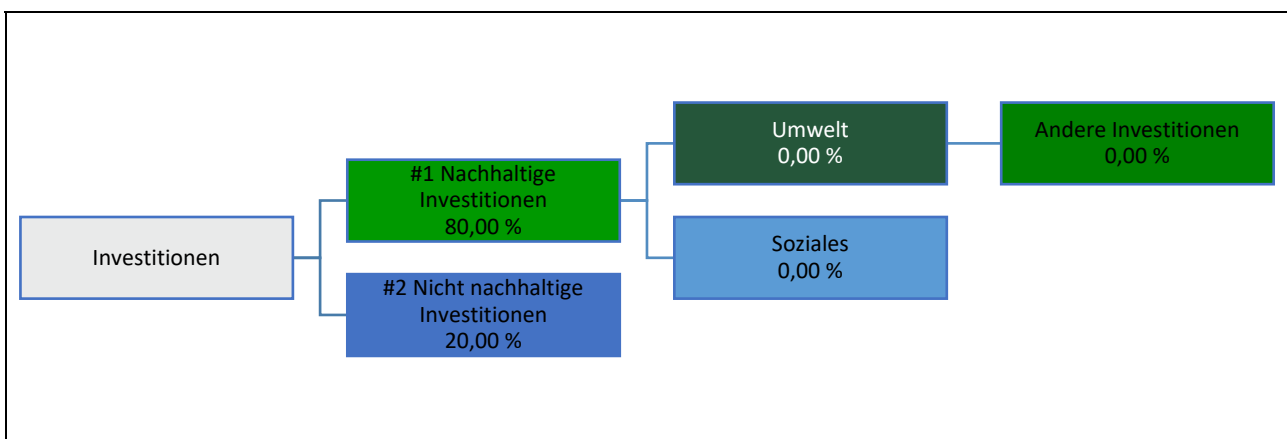 Investitionen
#1 Nachhaltige
Investitionen
80,00 %
#2 Nicht nachhaltige
Investitionen
20,00 %
Umwelt
0,00 %
Soziales
0,00 %
Andere Investitionen
0,00 %